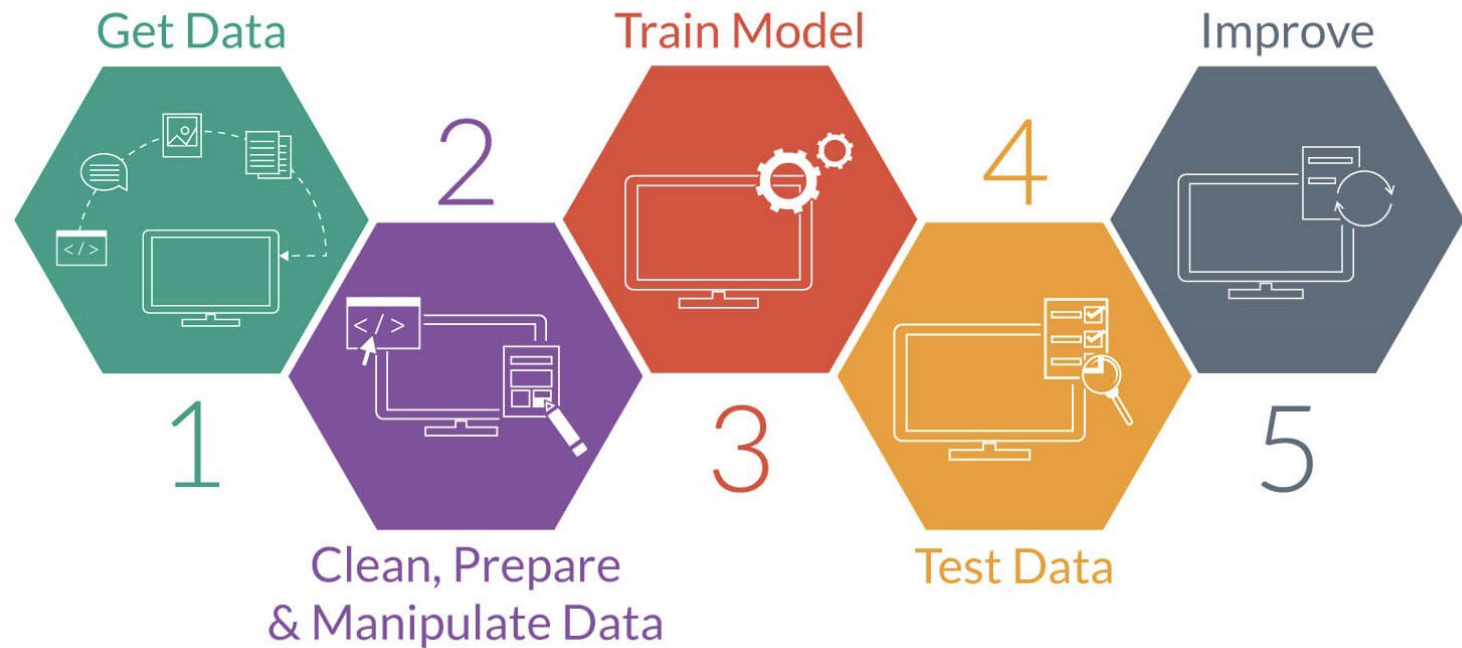 Get Data
</>
1
2
</>
Clean, Prepare
& Manipulate Data
Train Model
3
4
Test Data
Improve
5